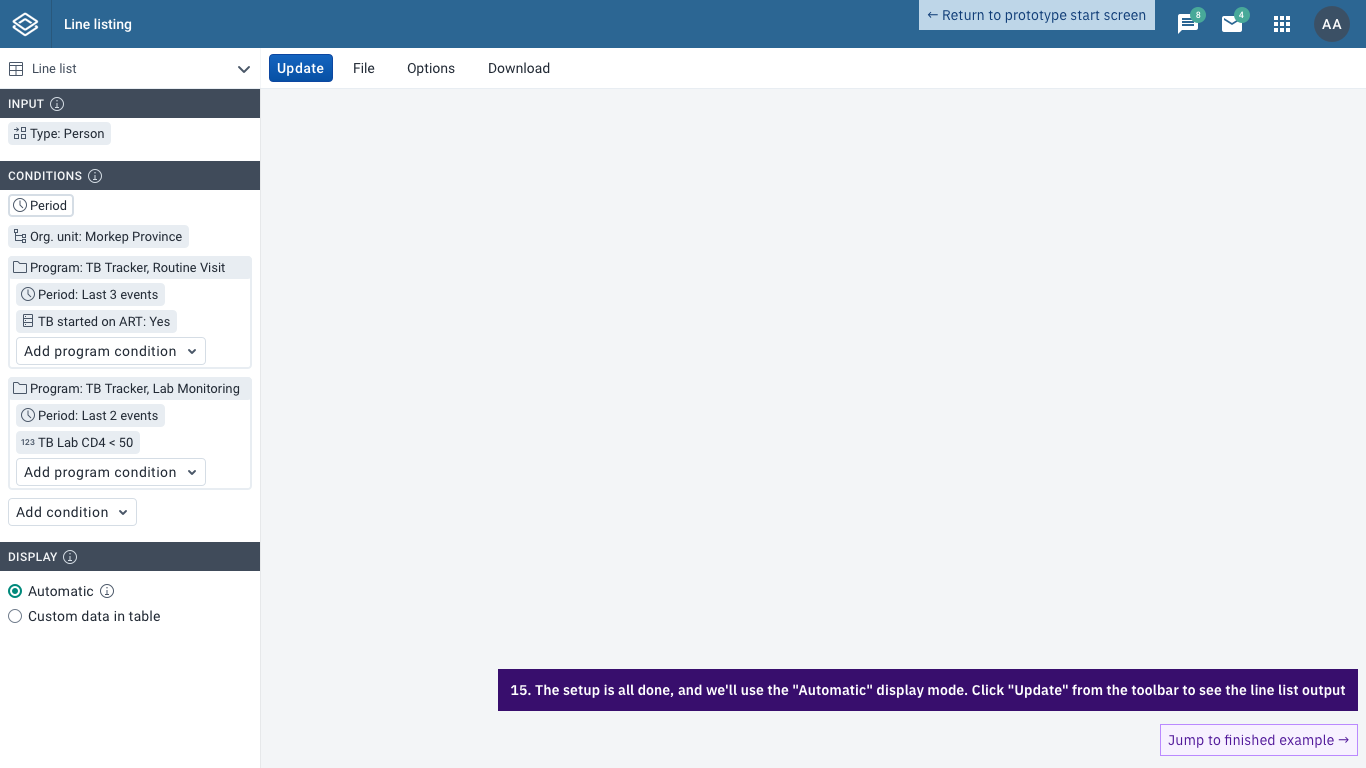 Line listing
← Return to prototype start screen
8
4
AA
Line list
Update
File
Options
Download
INPUT
Type: Person
CONDITIONS
Period
Org. unit: Morkep Province
Program: TB Tracker, Routine Visit
Period: Last 3 events
TB started on ART: Yes
Add program condition
Program: TB Tracker, Lab Monitoring
Period: Last 2 events
123 TB Lab CD4 < 50
Add program condition
Add condition
DISPLAY
Automatic
Custom data in table
15. The setup is all done, and we'll use the "Automatic" display mode. Click "Update" from the toolbar to see the line list output
Jump to finished example →